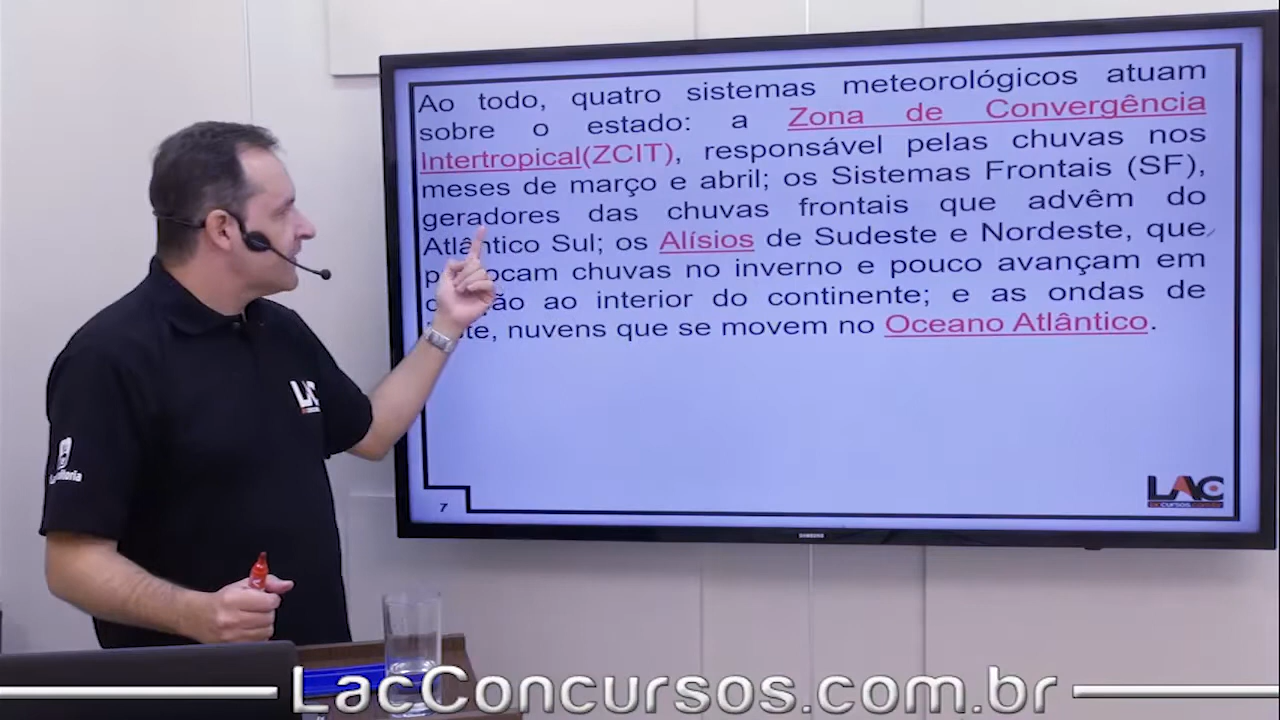 Ao todo, quatro sistemas meteorológicos atuam
sobre o estado: a Zona de Convergência
Intertropical(ZCIT), responsável pelas chuvas nos
meses de março e abril; os Sistemas Frontais (SF),
geradores das chuvas frontais que advêm do
Atlântico Sul; os Alísios de Sudeste e Nordeste, que
chuvas no inverno e pouco avançam em
ao interior do continente; e as ondas de
nuvens que se movem no Oceano Atlântico.
7
LAC
LAC
SAMSUNG
LacConcursos.com.br